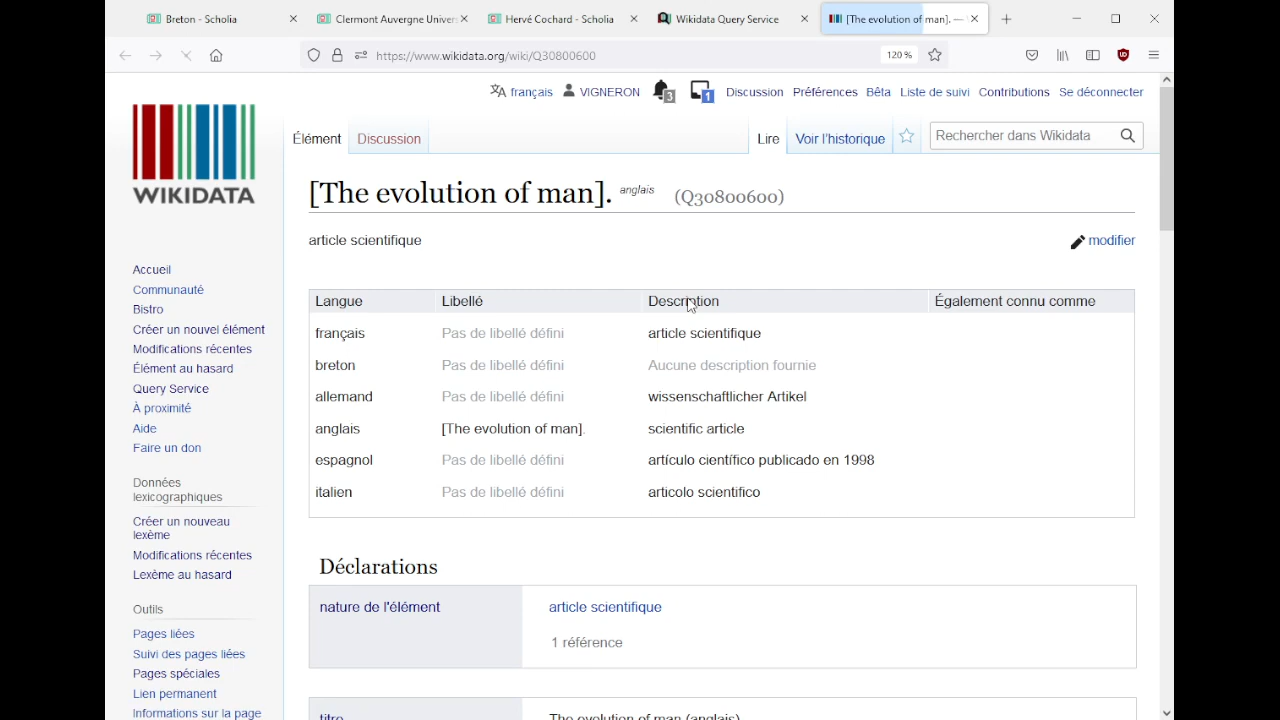 Breton - Scholia
Clermont Auvergne Univer
Hervé Cochard - Scholia
Wikidata Query Service
[The evolution of man]. —
https://www.wikidata.org/wiki/Q30800600
120 %
français VIGNERON 3 1 Discussion Préférences Bêta Liste de suivi Contributions Se déconnecter
Élément Discussion Lire Voir l'historique Rechercher dans Wikidata
WIKIDATA
[The evolution of man]. anglais (Q30800600)
article scientifique modifier
Accueil
Communauté
Bistro
Créer un nouvel élément
Modifications récentes
Élément au hasard
Query Service
À proximité
Aide
Faire un don
Données
lexicographiques
Créer un nouveau
lexème
Modifications récentes
Lexème au hasard
Outils
Pages liées
Suivi des pages liées
Pages spéciales
Lien permanent
Informations sur la page
Langue Libellé Description Également connu comme
français Pas de libellé défini article scientifique
breton Pas de libellé défini Aucune description fournie
allemand Pas de libellé défini wissenschaftlicher Artikel
anglais [The evolution of man]. scientific article
espagnol Pas de libellé défini artículo científico publicado en 1998
italien Pas de libellé défini articolo scientifico
Déclarations
nature de l'élément article scientifique
1 référence
titre The evolution of man (anglais)